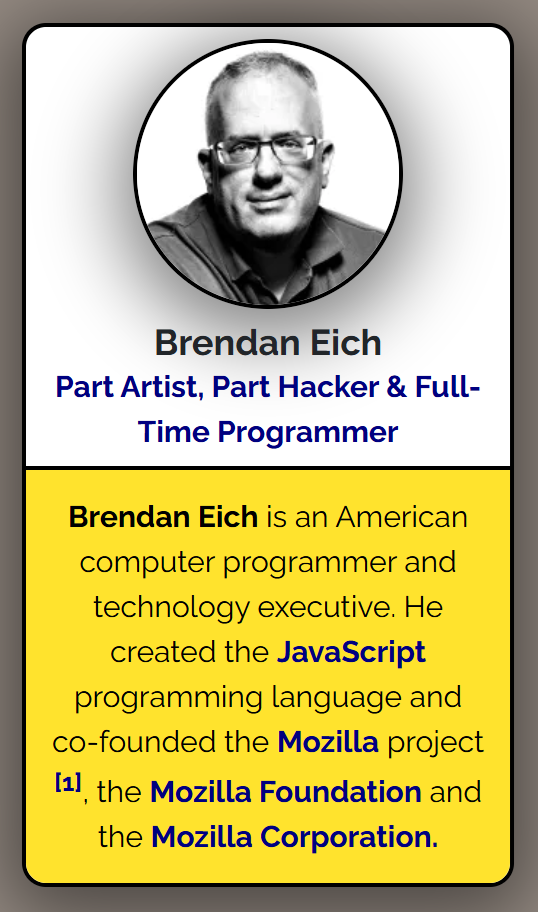 Brendan Eich
Part Artist, Part Hacker & Full-
Time Programmer
Brendan Eich is an American
computer programmer and
technology executive. He
created the JavaScript
programming language and
co-founded the Mozilla project
[1], the Mozilla Foundation and
the Mozilla Corporation.